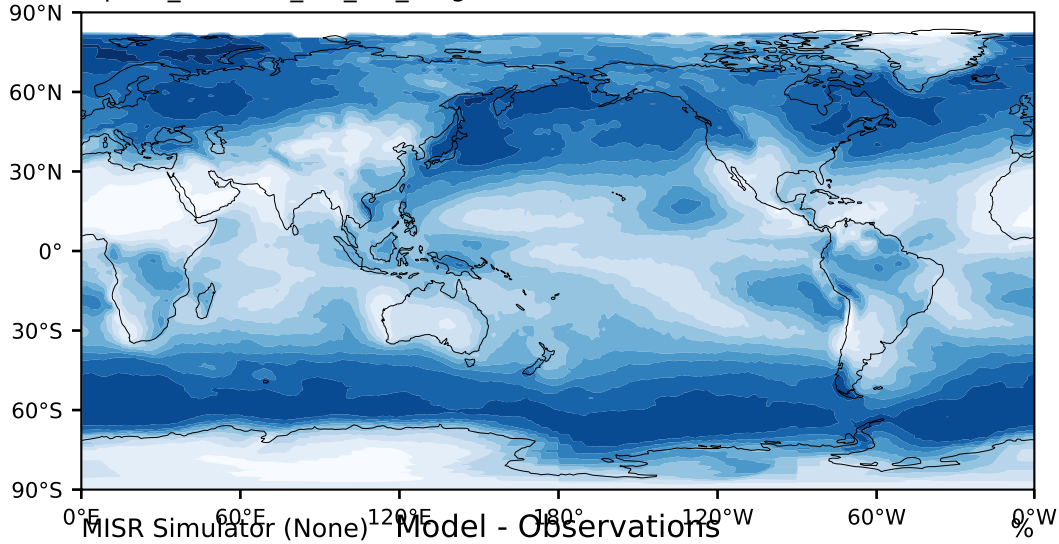 90°N
60°N
30°N
0°
30°S
60°S
90°S
0°E 60°E 120°E 180° 120°W 60°W 0°W
MISR Simulator (None) Model - Observations %